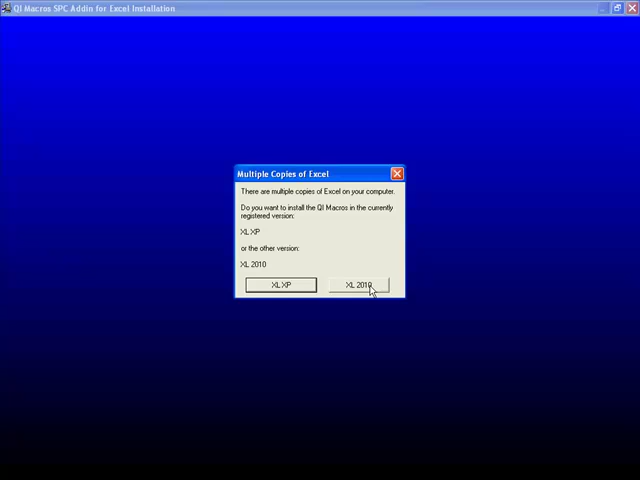 QI Macros SPC Addin for Excel Installation
Multiple Copies of Excel
There are multiple copies of Excel on your computer.
Do you want to install the QI Macros in the currently
registered version:
XL XP
or the other version:
XL 2010
XL XP
XL 2010